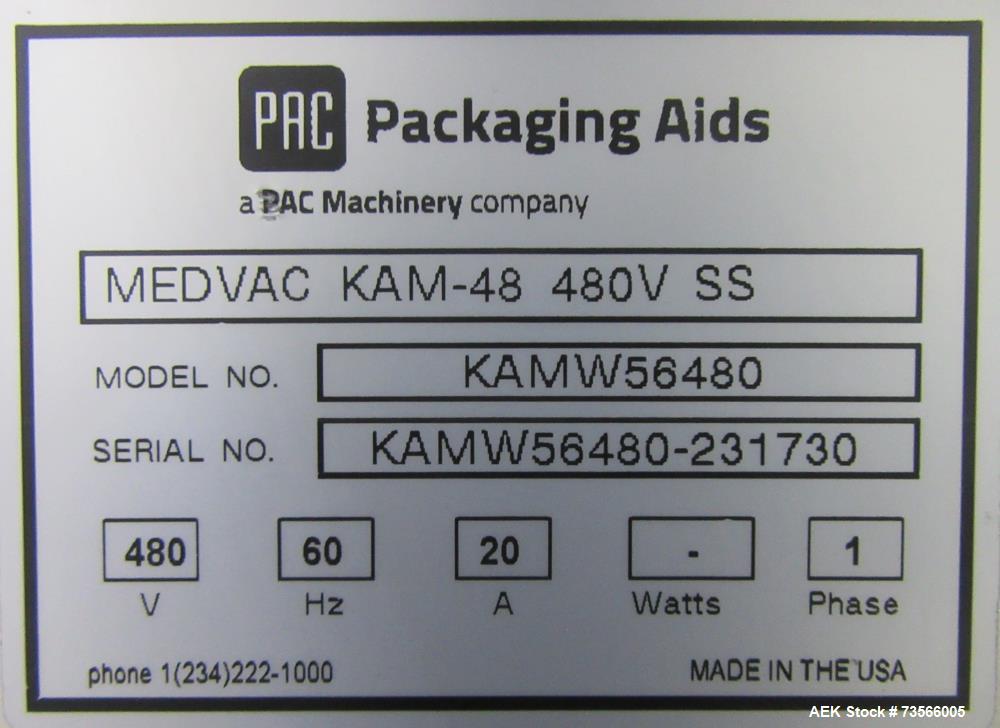 PAC Packaging Aids
a PAC Machinery company
MEDVAC KAM-48 480V SS
MODEL NO. KAMW56480
SERIAL NO. KAMW56480-231730
480 60 20 - 1
V Hz A Watts Phase
phone 1(234)222-1000 MADE IN THE USA
AEK Stock # 73566005